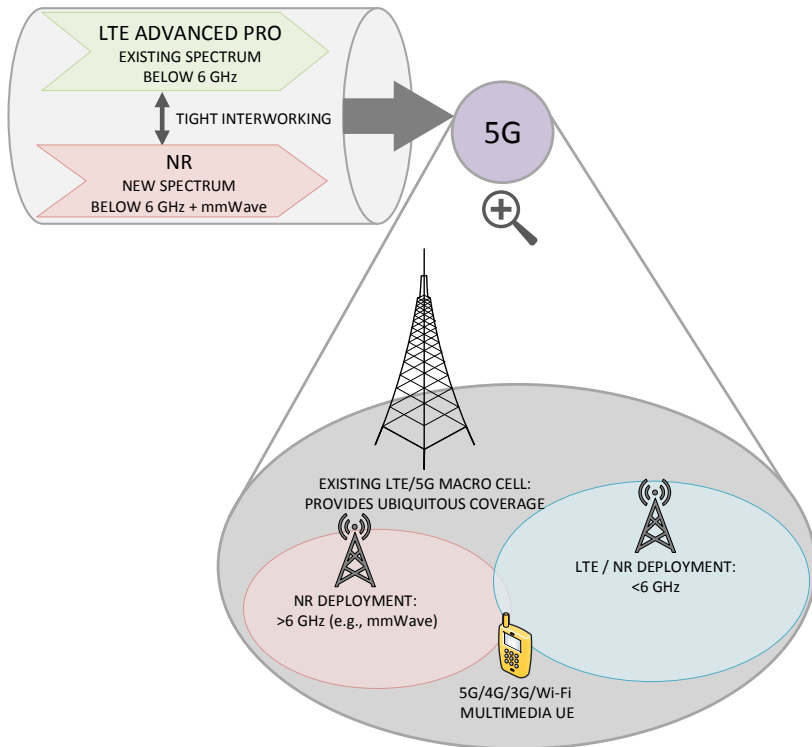 LTE ADVANCED PRO
EXISTING SPECTRUM
BELOW 6 GHz
TIGHT INTERWORKING
NR
NEW SPECTRUM
BELOW 6 GHz + mmWave
5G
EXISTING LTE/5G MACRO CELL:
PROVIDES UBIQUITOUS COVERAGE
LTE / NR DEPLOYMENT:
<6 GHz
NR DEPLOYMENT:
>6 GHz (e.g., mmWave)
5G/4G/3G/Wi-Fi
MULTIMEDIA UE